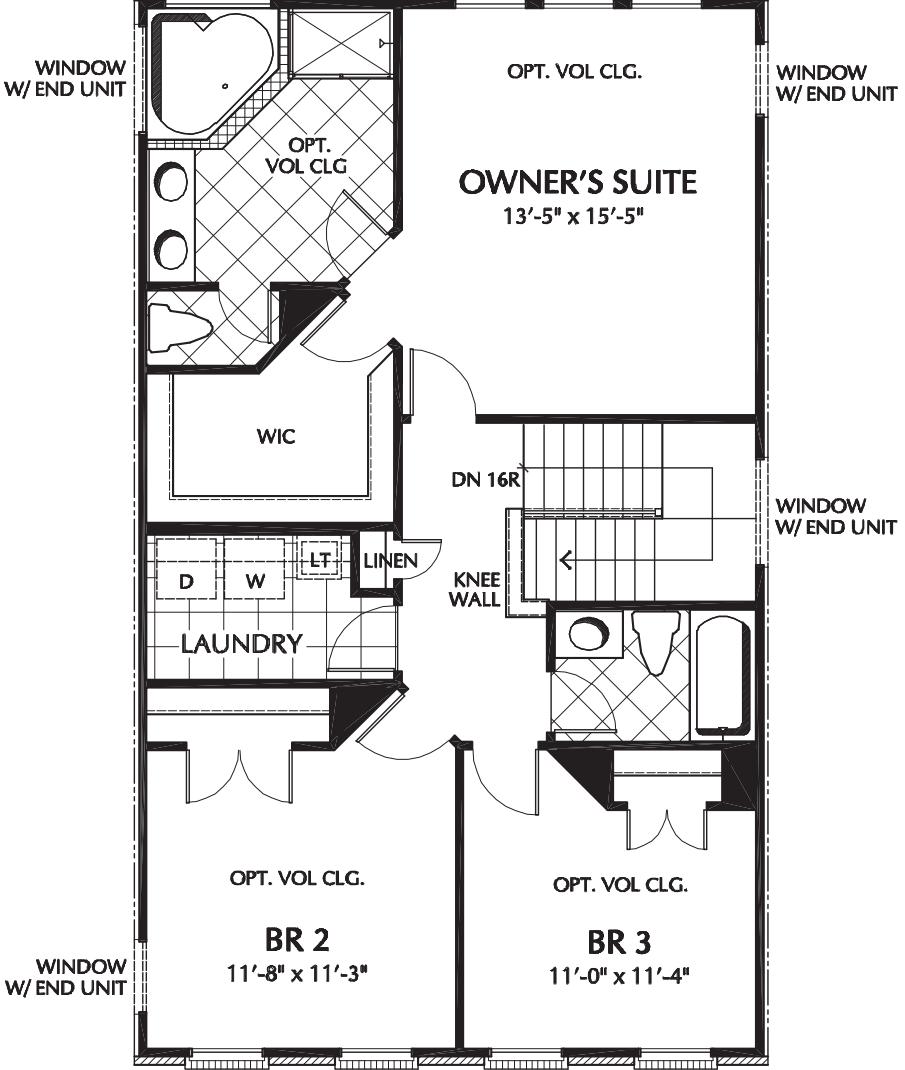 WINDOW
W/ END UNIT
OPT. VOL CLG.
WINDOW
W/ END UNIT
OPT.
VOL CLG
OWNER'S SUITE
13'-5" x 15'-5"
WIC
DN 16R
WINDOW
W/ END UNIT
D
W
LT
LINEN
KNEE
WALL
LAUNDRY
OPT. VOL CLG.
BR 2
11'-8" x 11'-3"
OPT. VOL CLG.
BR 3
11'-0" x 11'-4"
WINDOW
W/ END UNIT